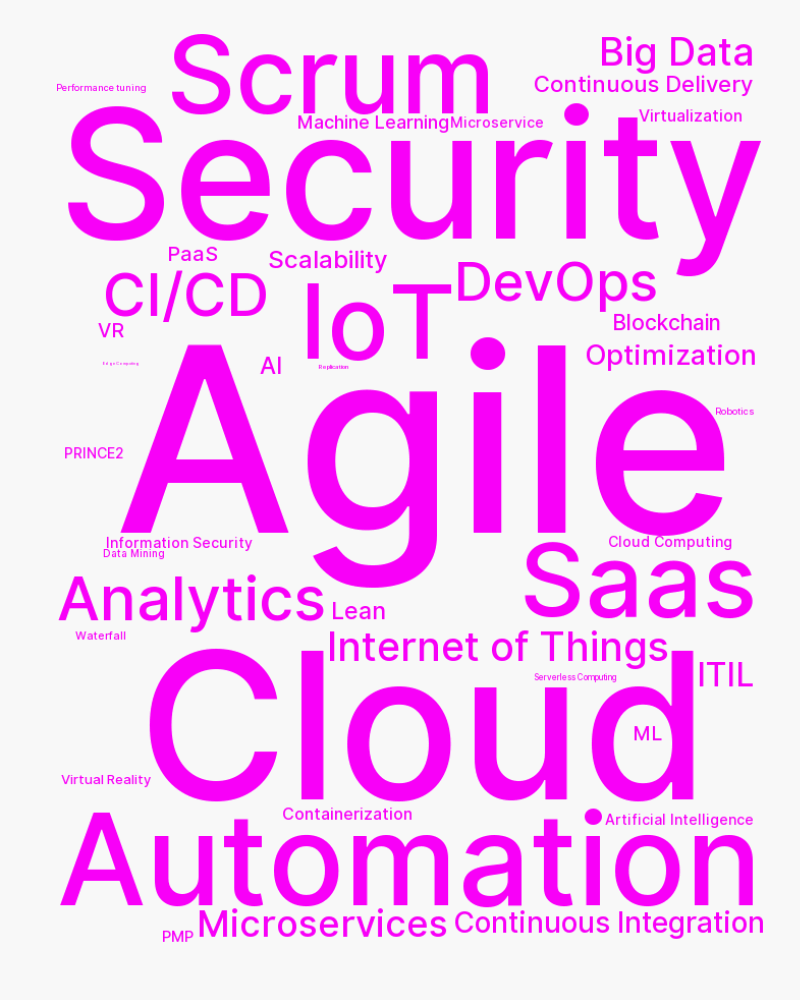 Scrum
Big Data
Continuous Delivery
Performance tuning
Machine Learning
Microservice
Virtualization
Security
PaaS
Scalability
CI/CD
IoT
DevOps
VR
Blockchain
AI
Optimization
Edge Computing
Replication
Agile
Robotics
PRINCE2
Information Security
Data Mining
Cloud Computing
Saas
Analytics
Lean
Waterfall
Internet of Things
Serverless Computing
ITIL
Cloud
ML
Virtual Reality
Containerization
Artificial Intelligence
Automation
PMP
Microservices
Continuous Integration